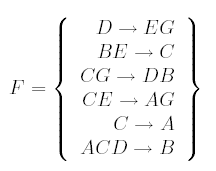 D → EG
BE → C
F = { CG → DB }
CE → AG
C → A
ACD → B